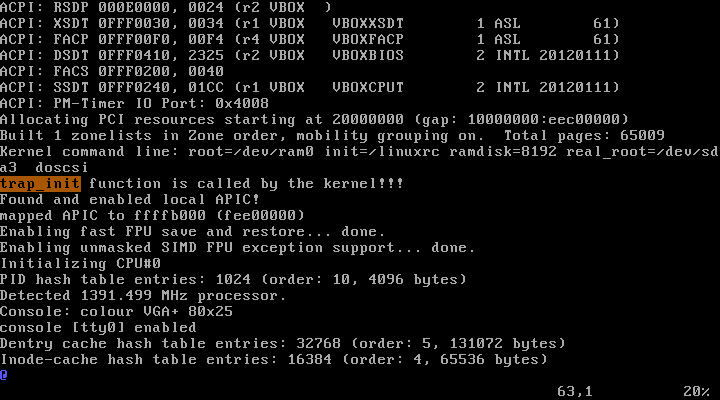 ACPI: RSDP 000E0000, 0024 (r2 VBOX  )
ACPI: XSDT 0FFF0030, 0034 (r1 VBOX   VBOXXSDT        1 ASL       61)
ACPI: FACP 0FFF00F0, 00F4 (r4 VBOX   VBOXFACP        1 ASL       61)
ACPI: DSDT 0FFF0410, 2325 (r2 VBOX   VBOXBIOS        2 INTL 20120111)
ACPI: FACS 0FFF0200, 0040
ACPI: SSDT 0FFF0240, 01CC (r1 VBOX   VBOXCPUT        2 INTL 20120111)
ACPI: PM-Timer IO Port: 0x4008
Allocating PCI resources starting at 20000000 (gap: 10000000:eec00000)
Built 1 zonelists in Zone order, mobility grouping on.  Total pages: 65009
Kernel command line: root=/dev/ram0 init=/linuxrc ramdisk=8192 real_root=/dev/sd
a3  doscsi
trap_init function is called by the kernel!!!
Found and enabled local APIC!
mapped APIC to ffffb000 (fee00000)
Enabling fast FPU save and restore... done.
Enabling unmasked SIMD FPU exception support... done.
Initializing CPU#0
PID hash table entries: 1024 (order: 10, 4096 bytes)
Detected 1391.499 MHz processor.
Console: colour VGA+ 80x25
console [tty0] enabled
Dentry cache hash table entries: 32768 (order: 5, 131072 bytes)
Inode-cache hash table entries: 16384 (order: 4, 65536 bytes)
@
63,1          20%